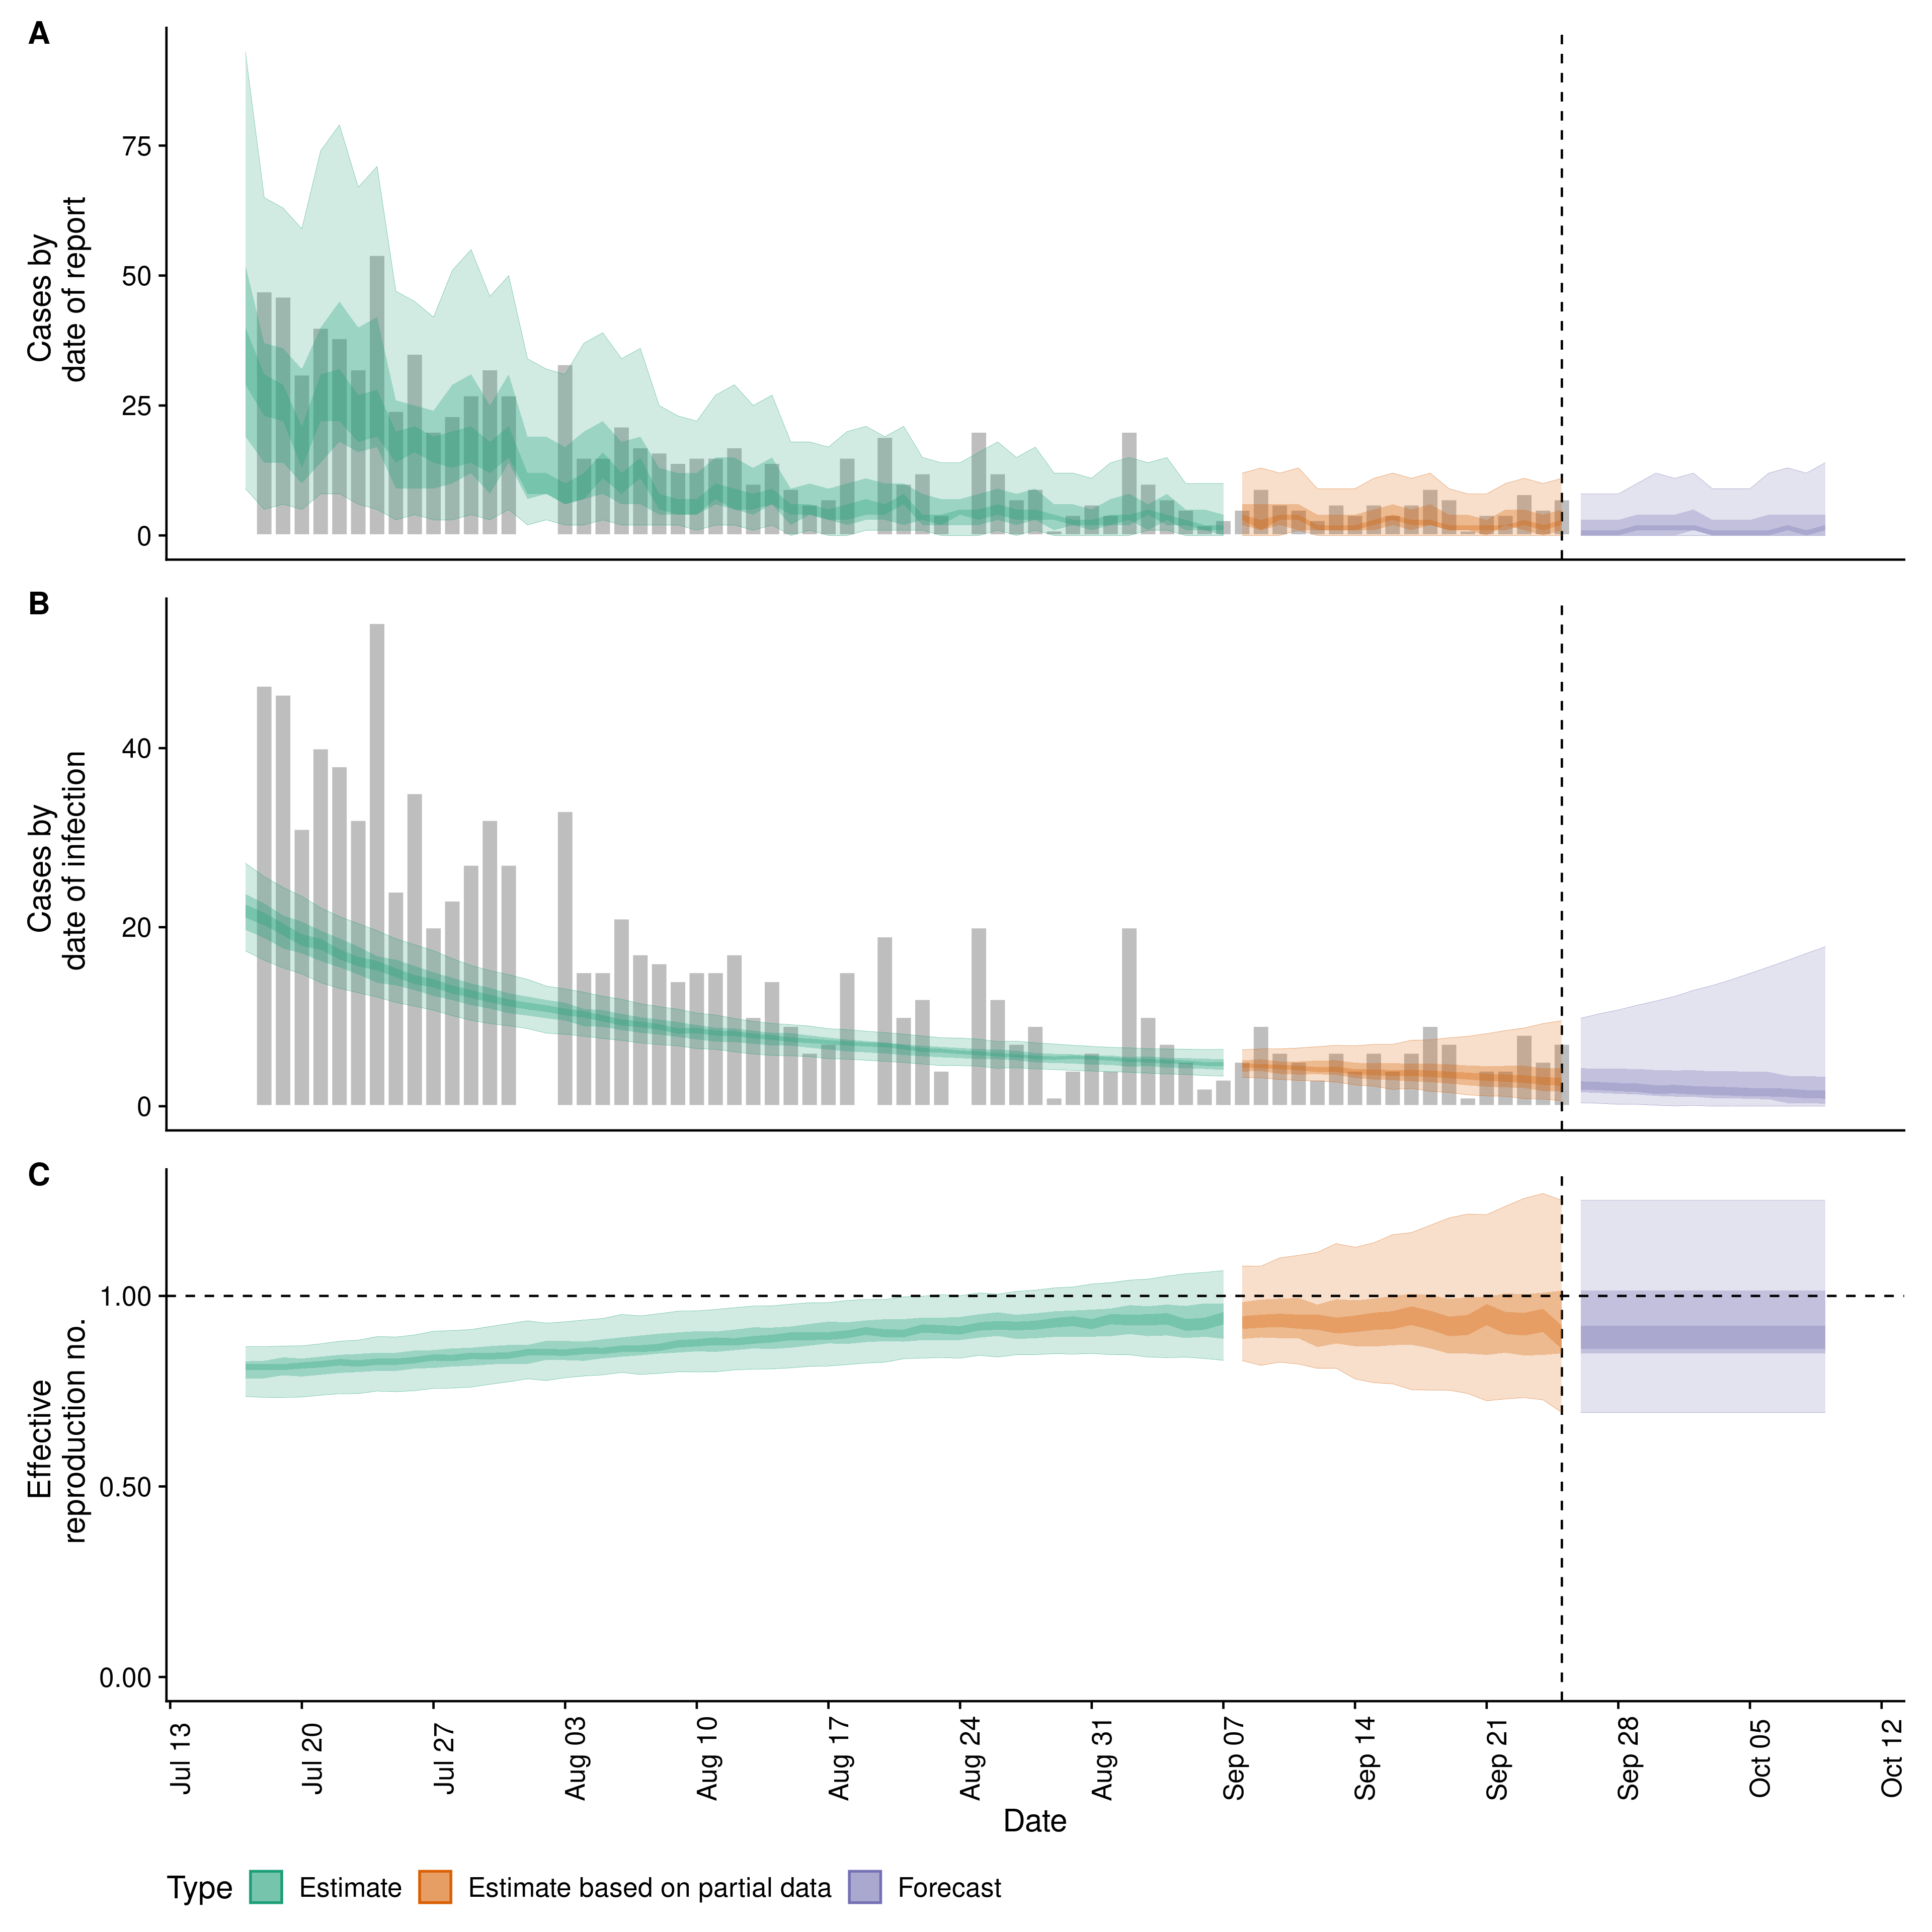 A
Cases by
date of report
75
50
25
0
B
Cases by
date of infection
40
20
0
C
Effective
reproduction no.
1.00
0.50
0.00
Jul 13
Jul 20
Jul 27
Aug 03
Aug 10
Aug 17
Aug 24
Aug 31
Sep 07
Sep 14
Sep 21
Sep 28
Oct 05
Oct 12
Date
Type Estimate Estimate based on partial data Forecast